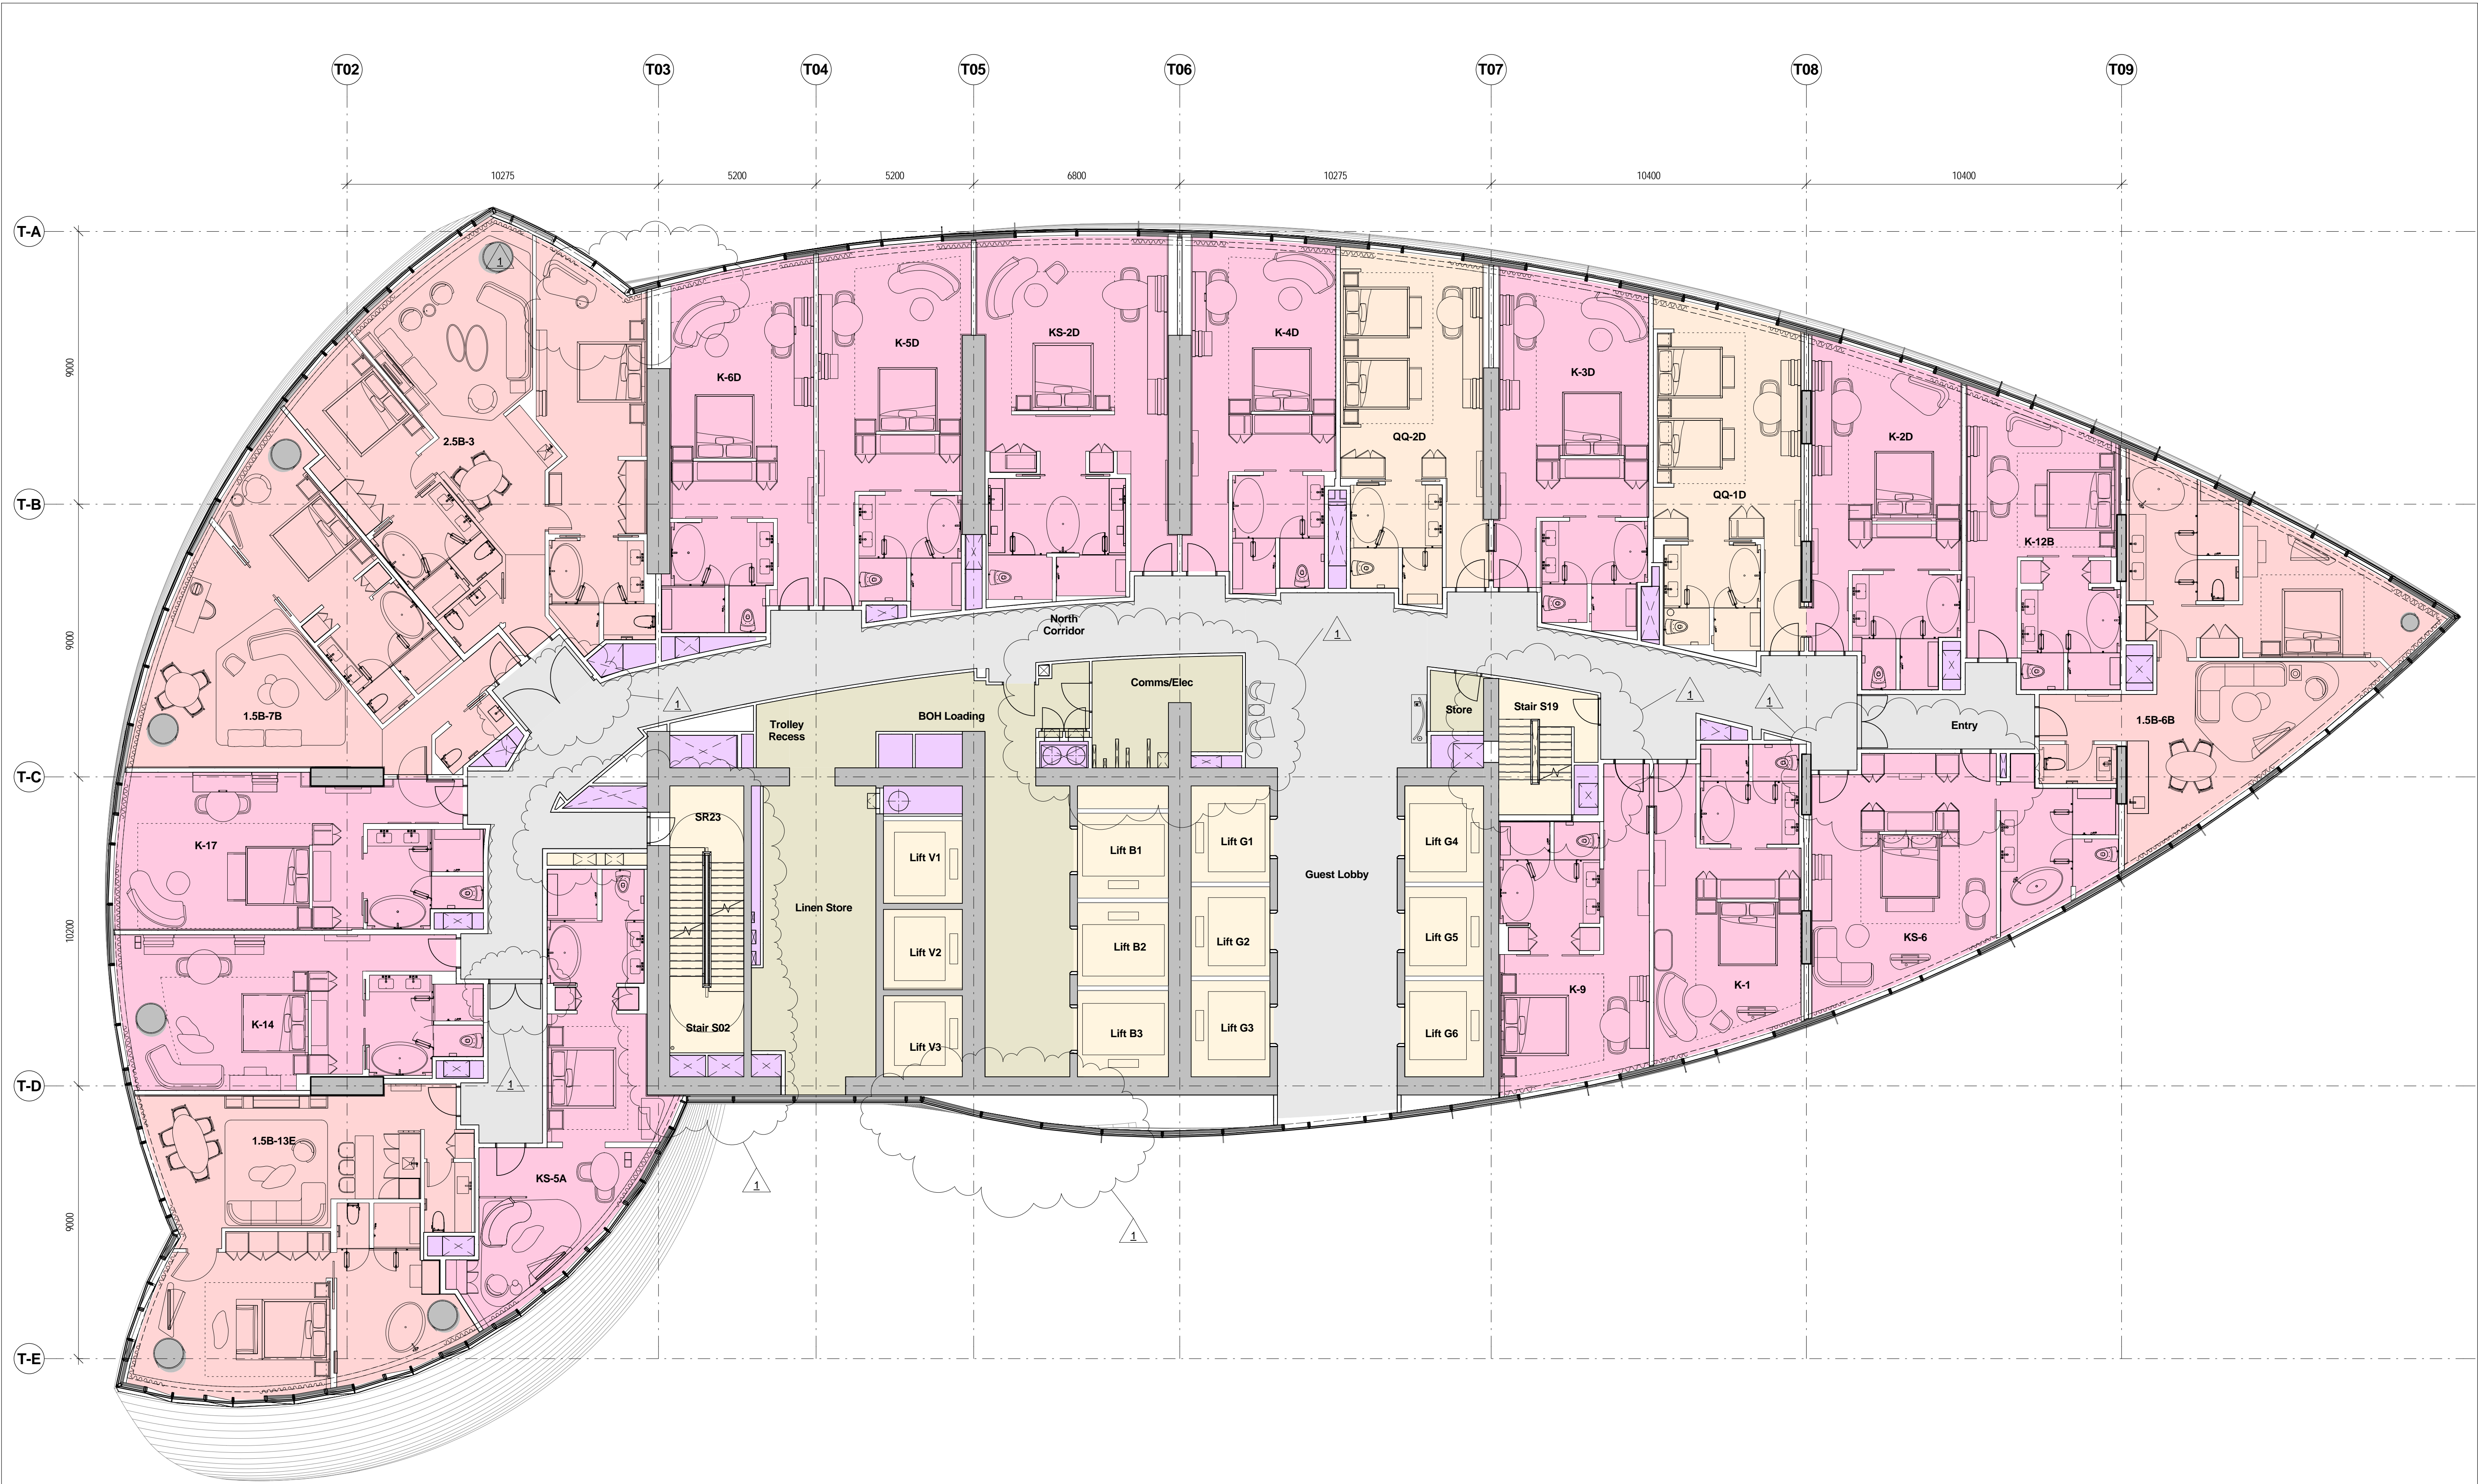 T02
T03
T04
T05
T06
T07
T08
T09
10275
5200
5200
6800
10275
10400
10400
T-A
T-B
T-C
T-D
T-E
9000
9000
10200
9000
1
2.5B-3
K-6D
K-5D
KS-2D
K-4D
QQ-2D
K-3D
QQ-1D
K-2D
K-12B
1.5B-7B
North
Corridor
1
1
1
1
Trolley
Recess
BOH Loading
Comms/Elec
Store
Stair S19
Entry
1.5B-6B
K-17
SR23
Lift V1
Lift B1
Lift G1
Lift G4
Guest Lobby
Linen Store
Lift V2
Lift B2
Lift G2
Lift G5
KS-6
K-14
Stair S02
Lift V3
Lift B3
Lift G3
Lift G6
K-9
K-1
1
1.5B-13E
KS-5A
1
1